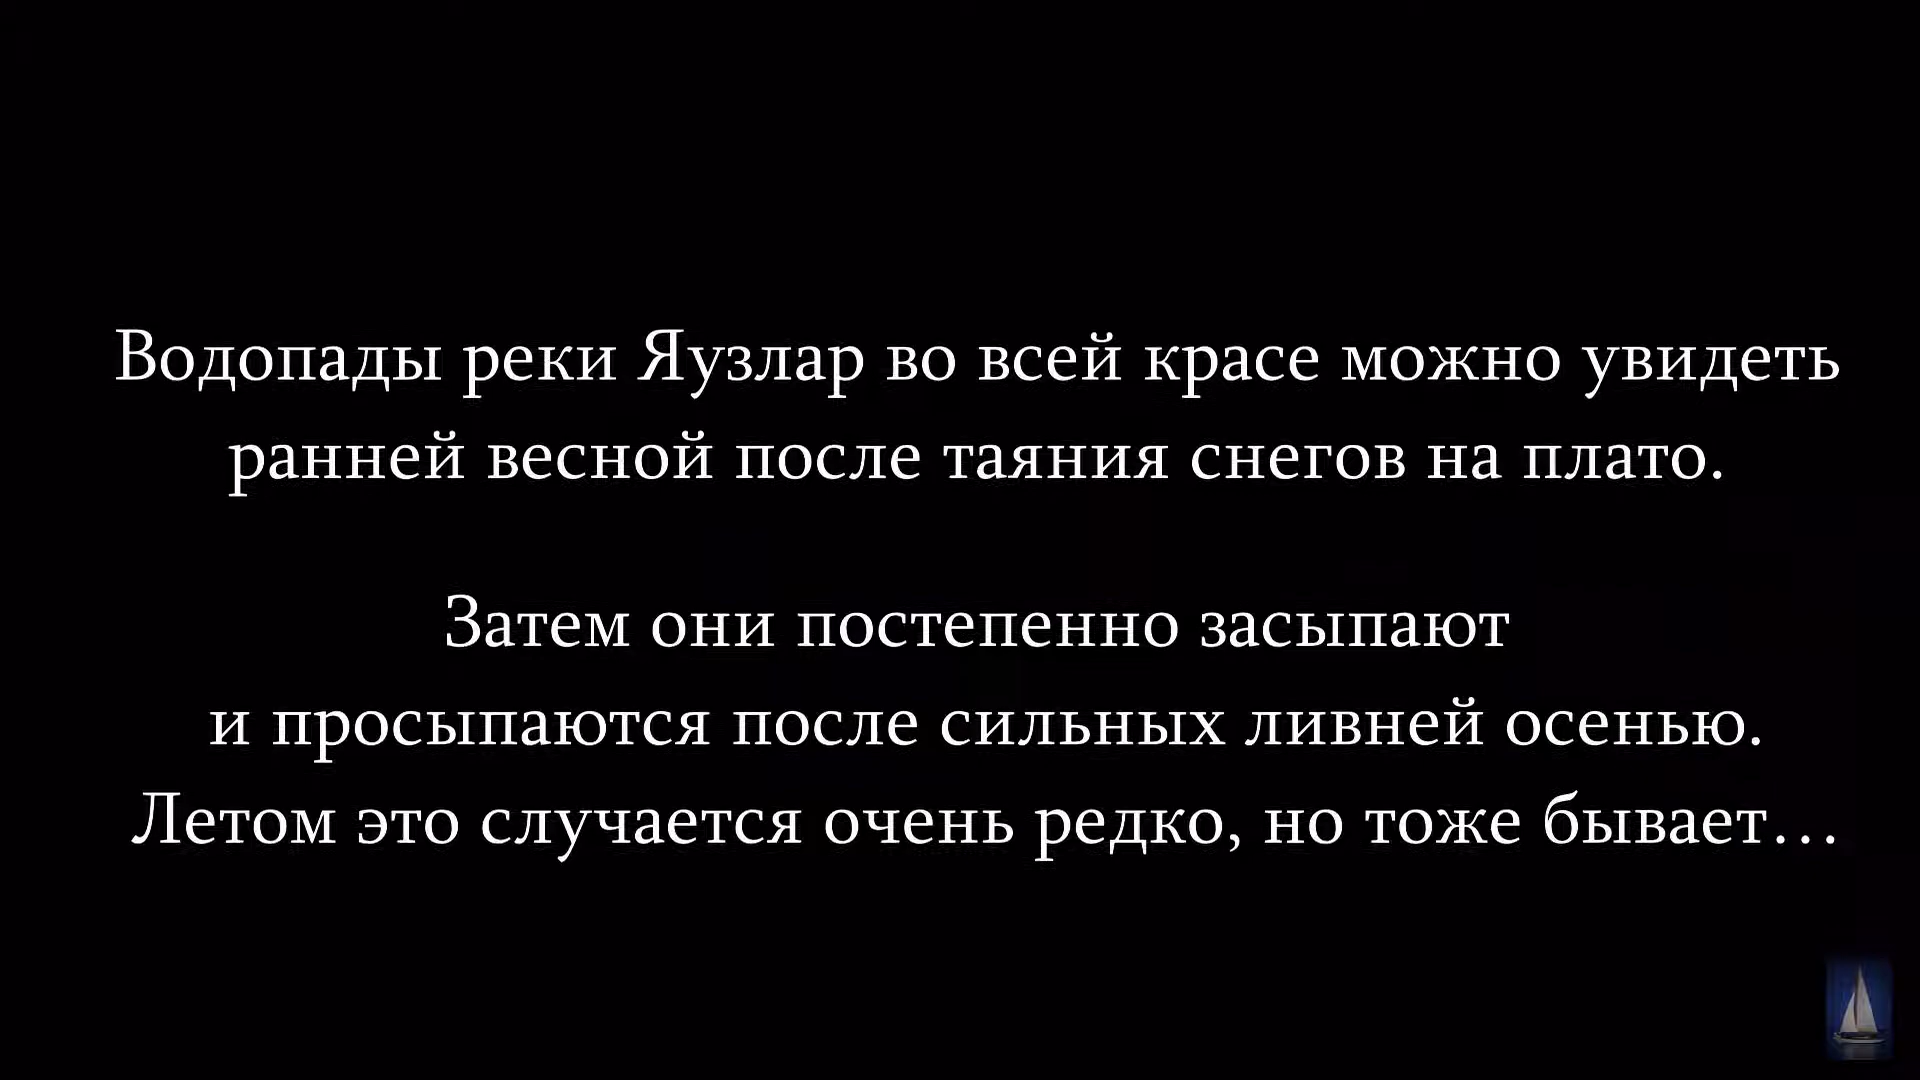 Водопады реки Яузлар во всей красе можно увидеть
ранней весной после таяния снегов на плато.
Затем они постепенно засыпают
и просыпаются после сильных ливней осенью.
Летом это случается очень редко, но тоже бывает…